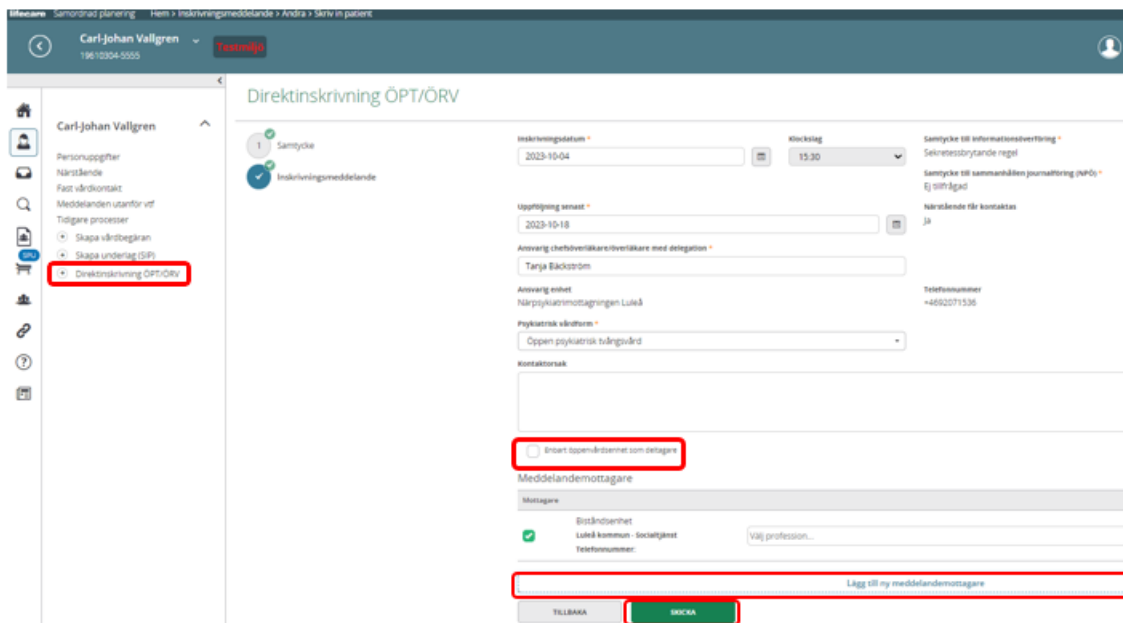 lifecare Samordnad planering Hem > Inskrivningsmeddelande > Andra > Skriv in patient
Carl-Johan Vallgren
19610304-5555
Testmiljö
Direktinskrivning ÖPT/ÖRV
Carl-Johan Vallgren
Personuppgifter
Närstående
Fast vårdkontakt
Meddelanden utanför vtf
Tidigare processer
Skapa vårdbegäran
Skapa underlag (SIP)
Direktinskrivning ÖPT/ÖRV
SPU
1 Samtycke
Inskrivningsmeddelande
Inskrivningsdatum *
2023-10-04
Klockslag
15:30
Samtycke till informationsöverföring *
Sekretessbrytande regel
Samtycke till sammanhållen journalföring (NPÖ) *
Ej tillfrågad
Uppföljning senast *
2023-10-18
Närstående får kontaktas
Ja
Ansvarig chefsöverläkare/överläkare med delegation *
Tanja Bäckström
Ansvarig enhet
Närpsykiatrimottagningen Luleå
Telefonnummer
+4692071536
Psykiatrisk vårdform *
Öppen psykiatrisk tvångsvård
Kontaktorsak
Enbart öppenvårdsenhet som deltagare
Meddelandemottagare
Mottagare
Biståndsenhet
Luleå kommun - Socialtjänst
Telefonnummer:
Välj profession...
Lägg till ny meddelandemottagare
TILLBAKA
SKICKA